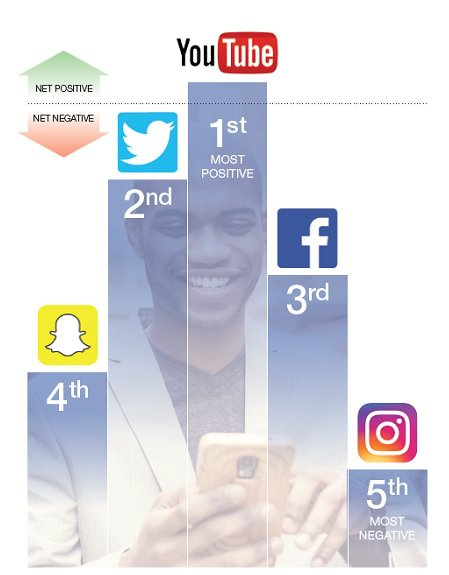 YouTube
NET POSITIVE
NET NEGATIVE
1st
MOST
POSITIVE
2nd
3rd
4th
5th
MOST
NEGATIVE